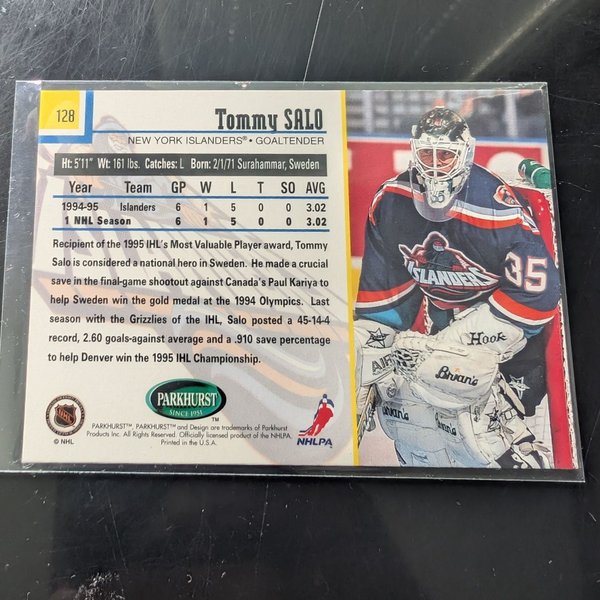 128
Tommy SALO
NEW YORK ISLANDERS® • GOALTENDER
Ht: 5'11" Wt: 161 lbs. Catches: L Born: 2/1/71 Surahammar, Sweden
Year Team GP W L T SO AVG
1994-95 Islanders 6 1 5 0 0 3.02
1 NHL Season 6 1 5 0 0 3.02
Recipient of the 1995 IHL's Most Valuable Player award, Tommy
Salo is considered a national hero in Sweden. He made a crucial
save in the final-game shootout against Canada's Paul Kariya to
help Sweden win the gold medal at the 1994 Olympics. Last
season with the Grizzlies of the IHL, Salo posted a 45-14-4
record, 2.60 goals-against average and a .910 save percentage
to help Denver win the 1995 IHL Championship.
NHL
© NHL
PARKHURST
SINCE 1951
™
PARKHURST™, PARKHURST™ and Design are trademarks of Parkhurst
Products Inc. All Rights Reserved. Officially licensed product of the NHLPA.
Printed in the U.S.A.
NHLPA
35
ISLANDERS
35
Hook
Brian's
AIR
Brian's
Brian's